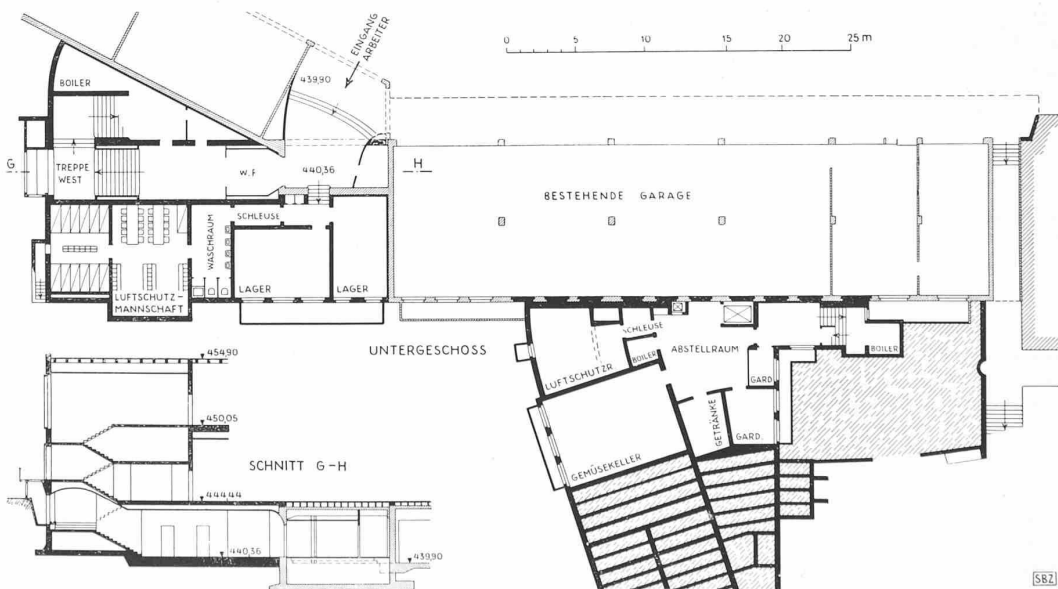 EINGANG
ARBEITER
0 5 10 15 20 25 m
439,90
BOILER
G.
TREPPE
WEST
W.F
440,36
H
BESTEHENDE GARAGE
WASCHRAUM
SCHLEUSE
LAGER
LAGER
LUFTSCHUTZ-
MANNSCHAFT
UNTERGESCHOSS
SCHLEUSE
BOILER
ABSTELLRAUM
BOILER
LUFTSCHUTZR
GARD
GETRÄNKE
GARD.
GEMÜSEKELLER
454,90
450,05
SCHNITT G-H
444,44
440,36
439,90
SBZ